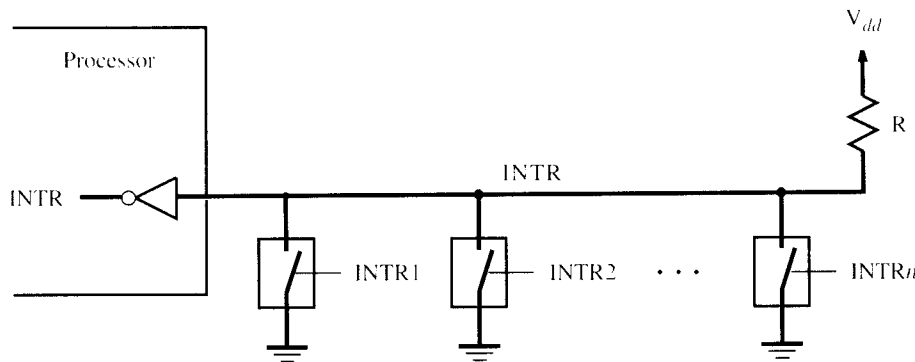 V_dd
Processor
R
INTR
INTR
INTR1
INTR2
· · ·
INTRn